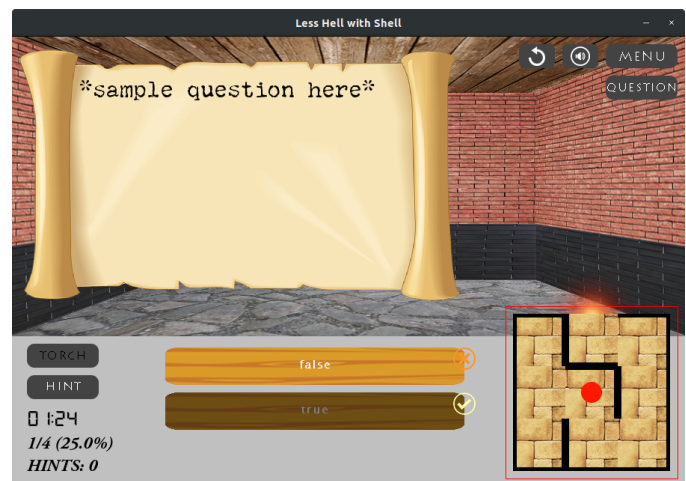 Less Hell with Shell
*sample question here*
MENU
QUESTION
TORCH
HINT
01:24
1/4 (25.0%)
HINTS: 0
false
true